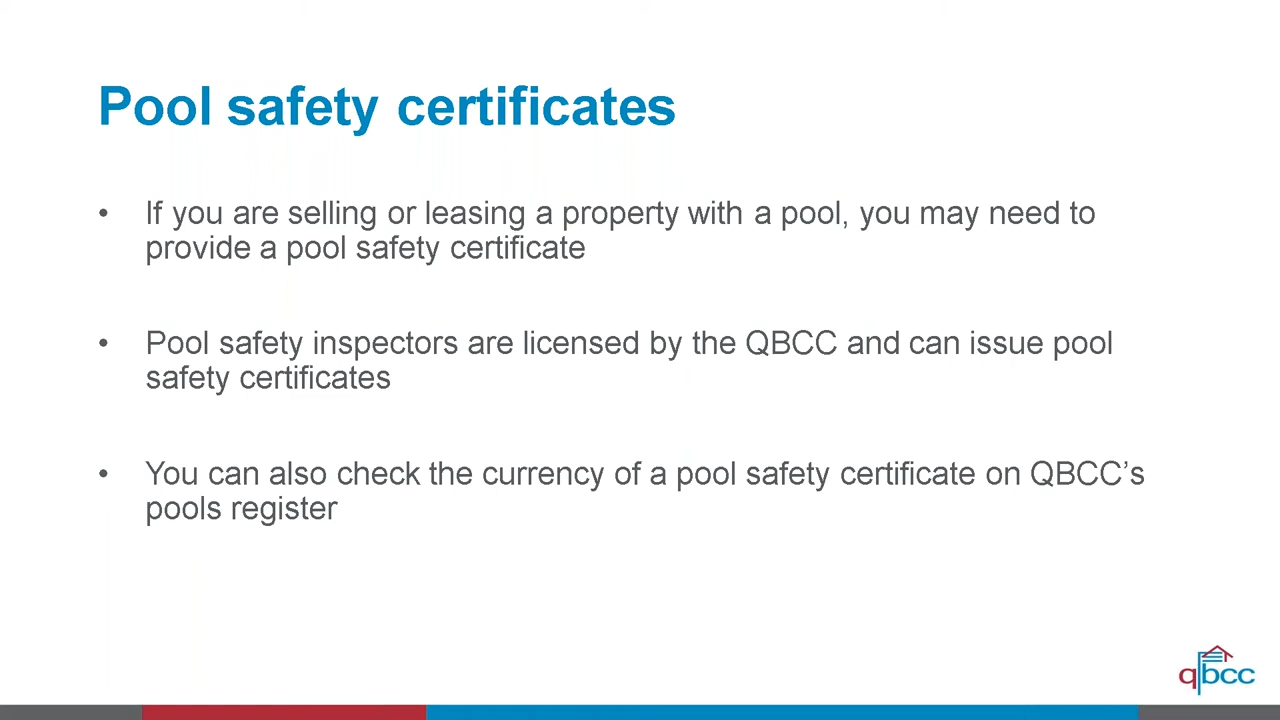 Pool safety certificates
• If you are selling or leasing a property with a pool, you may need to
provide a pool safety certificate
• Pool safety inspectors are licensed by the QBCC and can issue pool
safety certificates
• You can also check the currency of a pool safety certificate on QBCC’s
pools register
qbcc